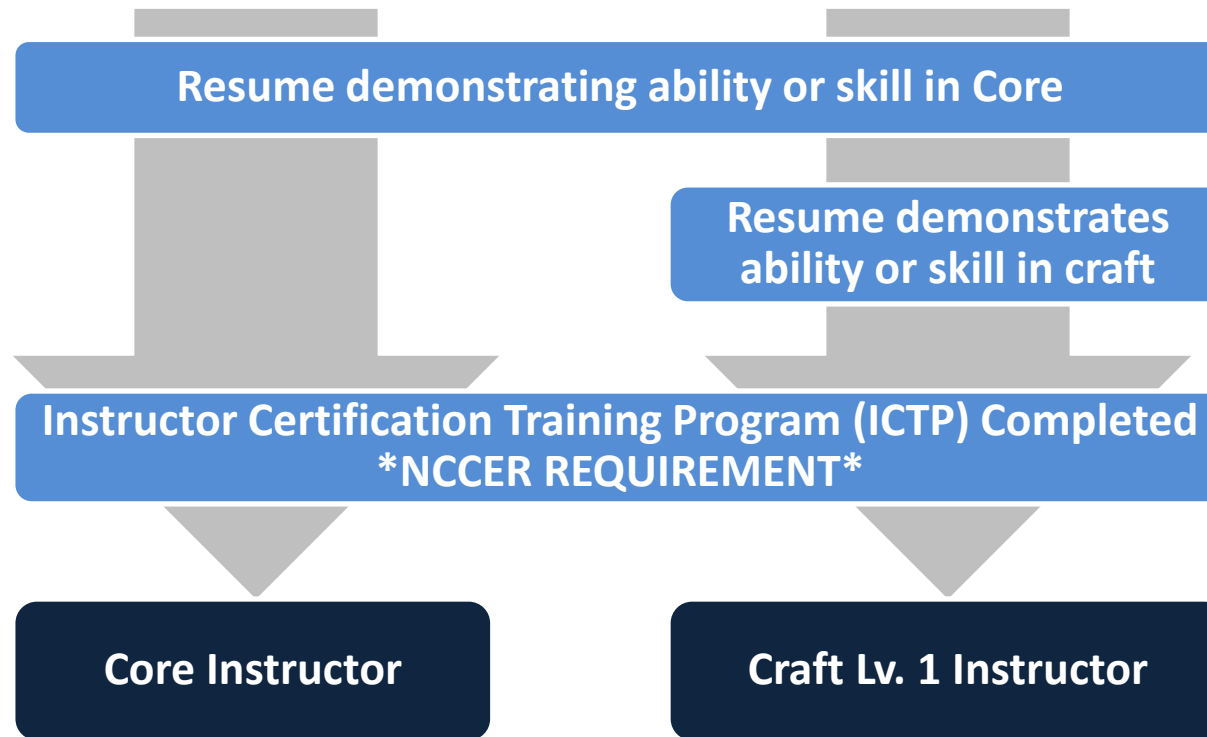 Resume demonstrating ability or skill in Core
Resume demonstrates
ability or skill in craft
Instructor Certification Training Program (ICTP) Completed
*NCCER REQUIREMENT*
Core Instructor
Craft Lv. 1 Instructor